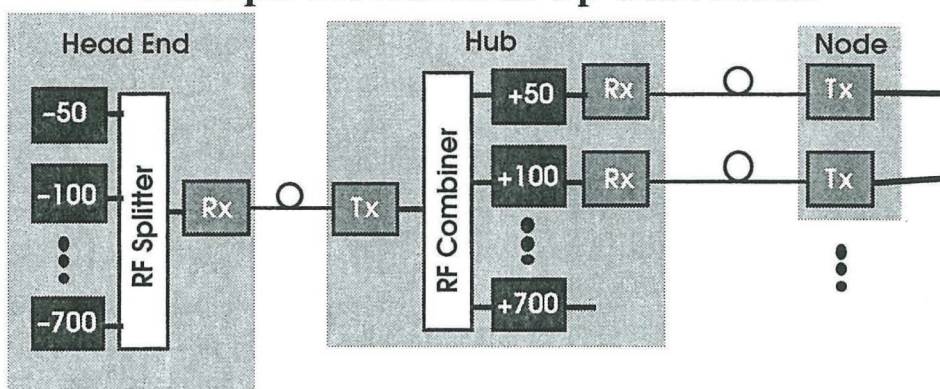 Head End
Hub
Node
-50
-100
-700
RF Splitter
Rx
Tx
RF Combiner
+50
+100
+700
Rx
Rx
Tx
Tx